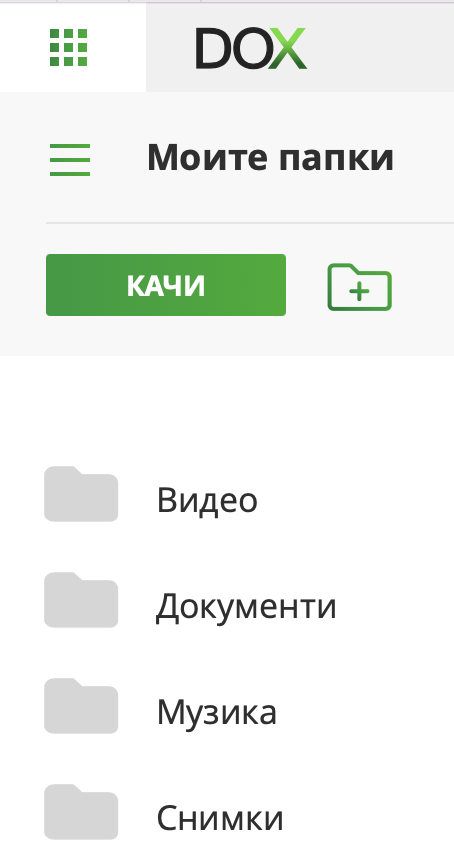 DOX
Моите папки
КАЧИ
Видео
Документи
Музика
Снимки